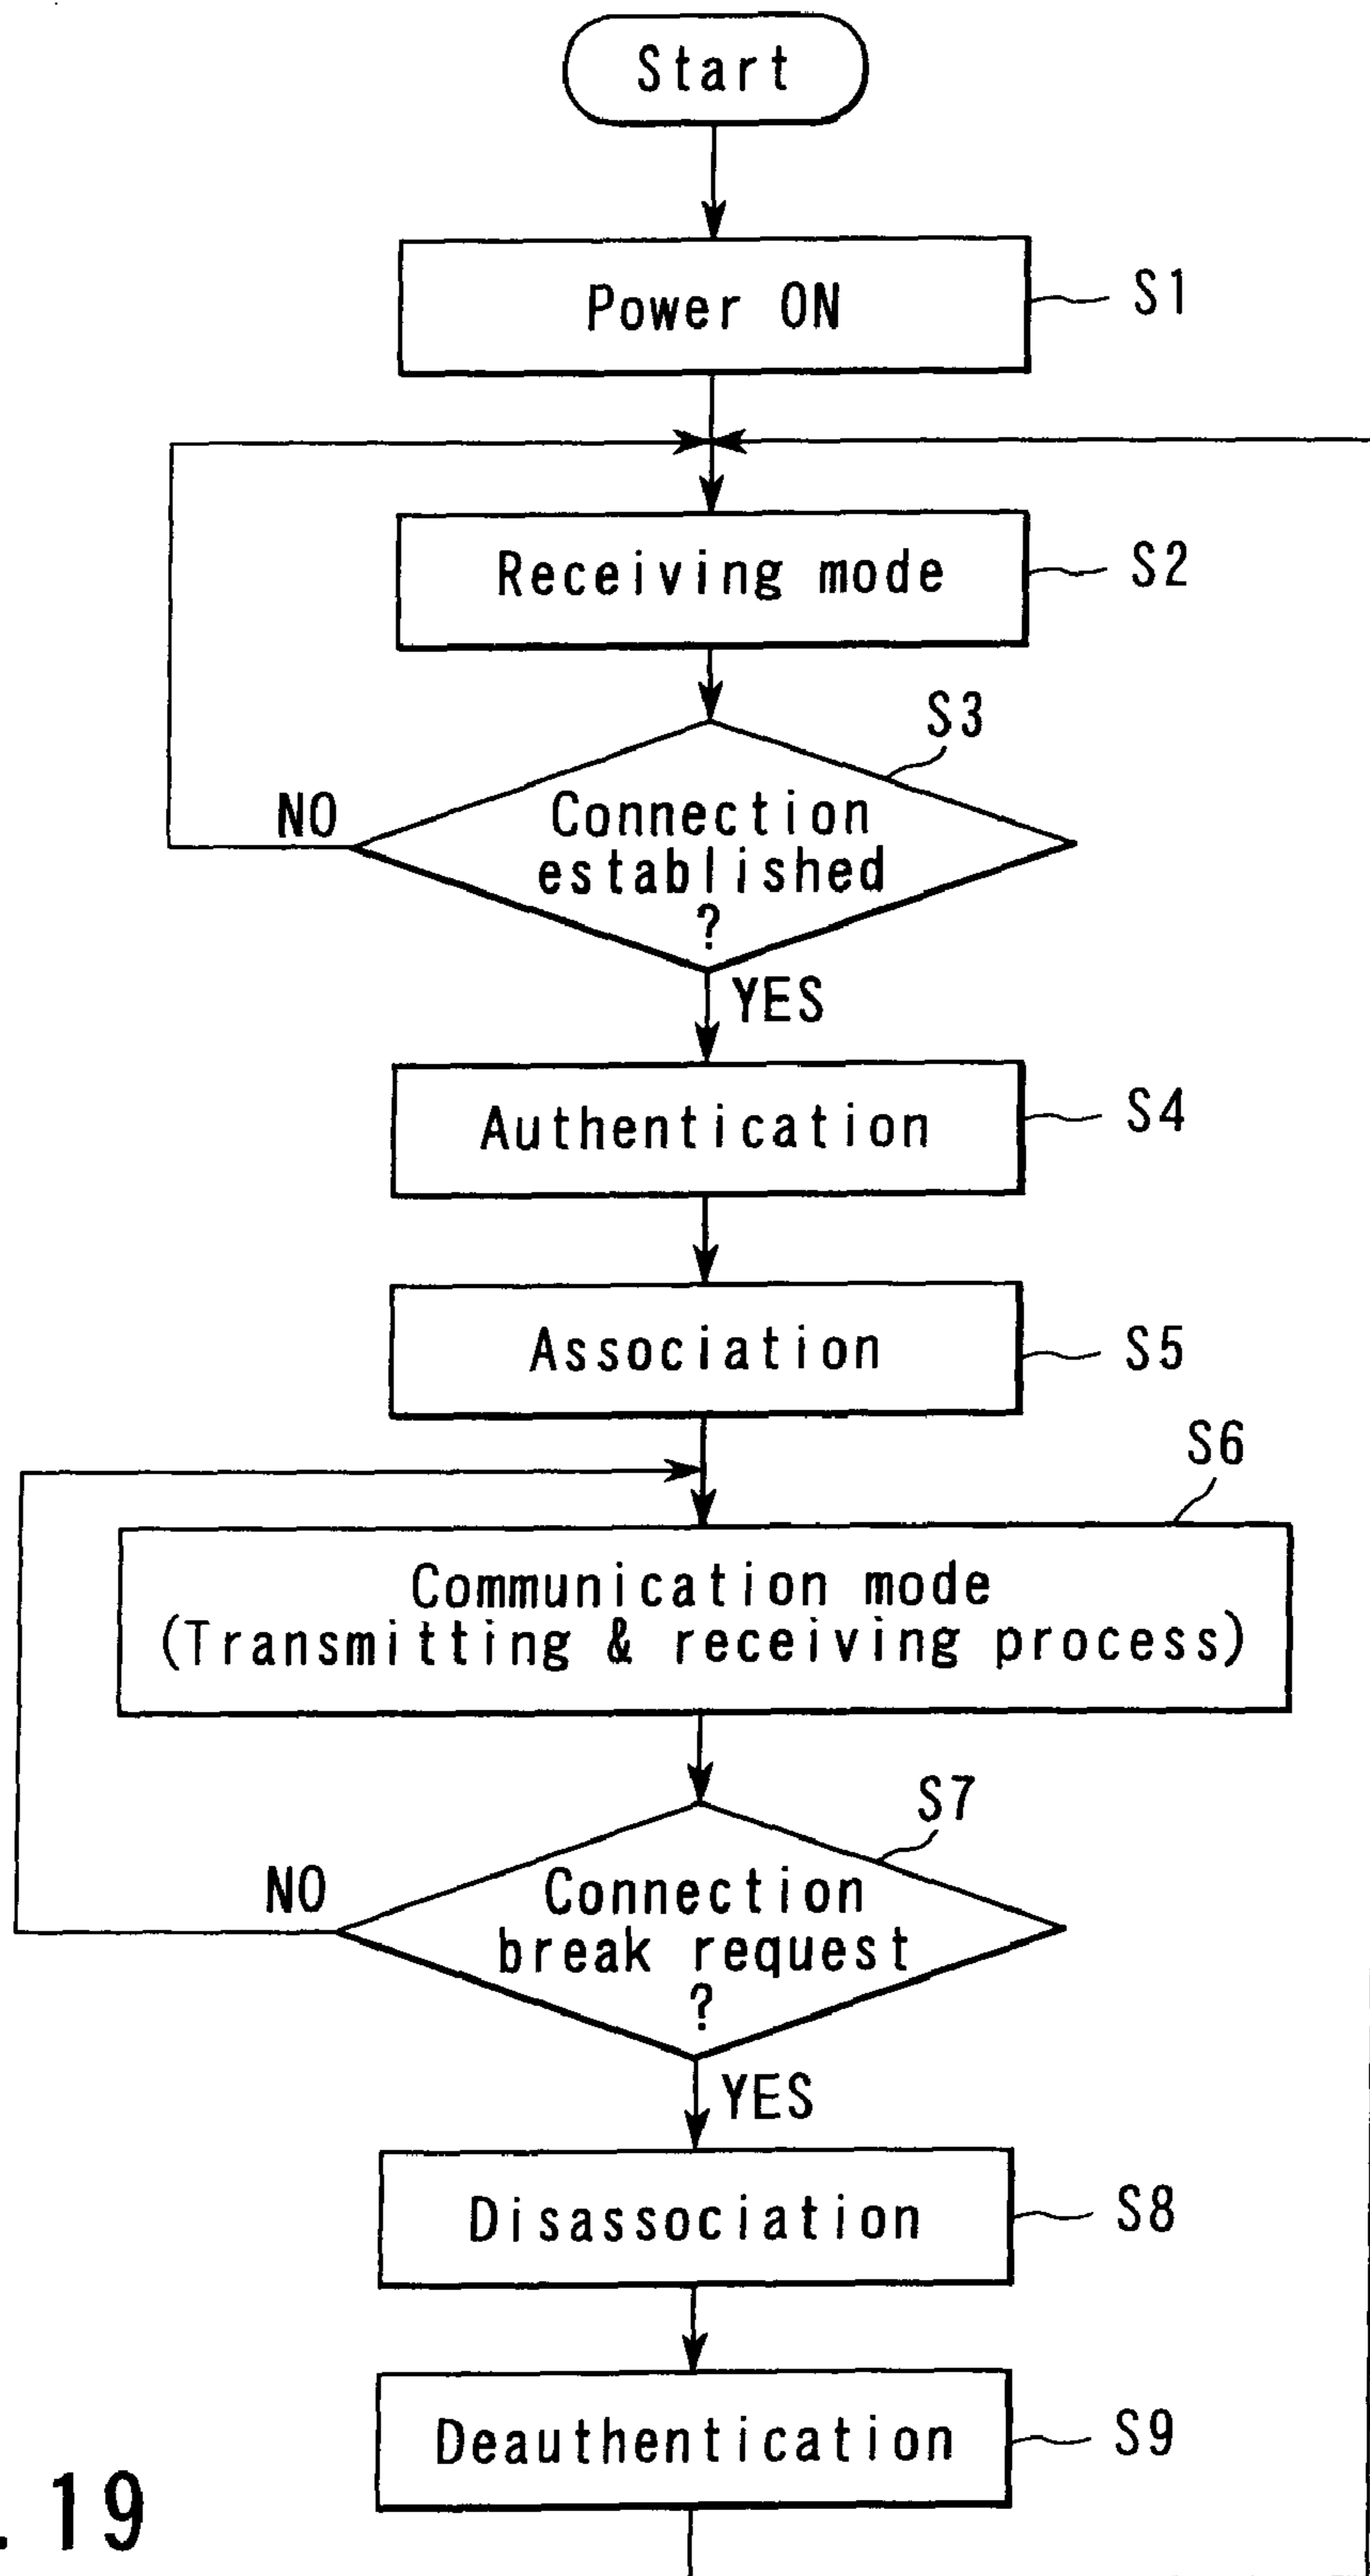 Start
Power ON
S1
Receiving mode
S2
S3
Connection
established
?
NO
YES
Authentication
S4
Association
S5
S6
Communication mode
(Transmitting & receiving process)
S7
Connection
break request
?
NO
YES
Disassociation
S8
Deauthentication
S9
. 19